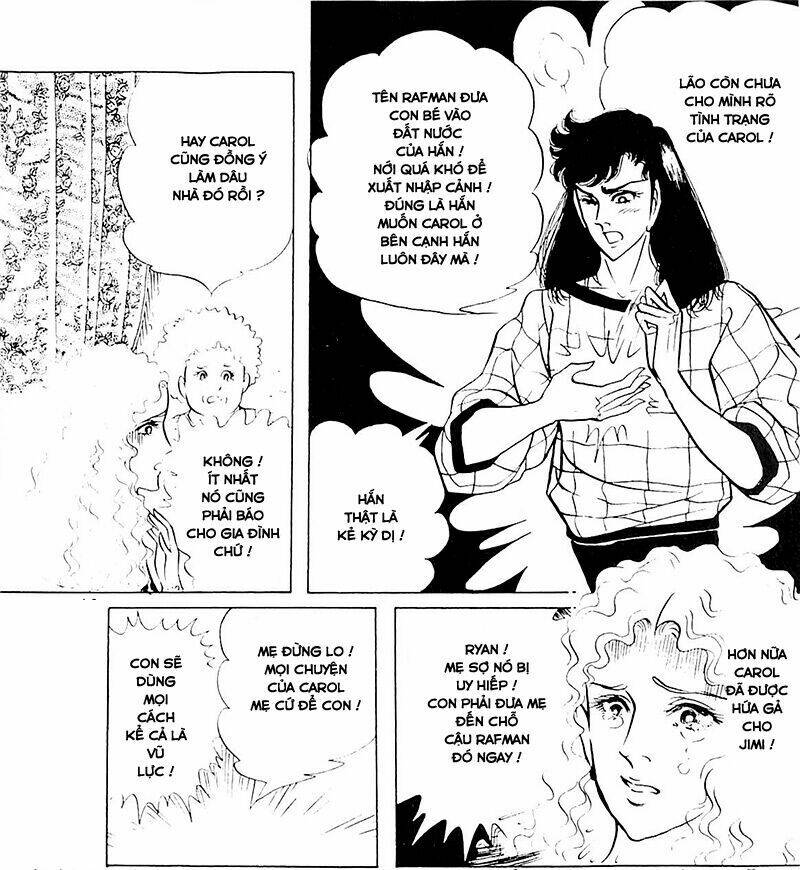 LÃO CÒN CHƯA
CHO MÌNH RÕ
TÌNH TRẠNG
CỦA CAROL !
TÊN RAFMAN ĐƯA
CON BÉ VÀO
ĐẤT NƯỚC
CỦA HẮN !
NƠI QUÁ KHÓ ĐỂ
XUẤT NHẬP CẢNH !
ĐÚNG LÀ HẮN
MUỐN CAROL Ở
BÊN CẠNH HẮN
LUÔN ĐÂY MÀ !
HẮN
THẬT LÀ
KẺ KỲ DỊ !
HAY CAROL
CŨNG ĐỒNG Ý
LÀM DÂU
NHÀ ĐÓ RỒI ?
KHÔNG !
ÍT NHẤT
NÓ CŨNG
PHẢI BÁO
CHO GIA ĐÌNH
CHỨ !
HƠN NỮA
CAROL
ĐÃ ĐƯỢC
HỨA GẢ
CHO
JIMI !
RYAN !
MẸ SỢ NÓ BỊ
UY HIẾP !
CON PHẢI ĐƯA MẸ
ĐẾN CHỖ
CẬU RAFMAN
ĐÓ NGAY !
MẸ ĐỪNG LO !
MỌI CHUYỆN
CỦA CAROL
MẸ CỨ ĐỂ CON !
CON SẼ
DÙNG
MỌI
CÁCH
KỂ CẢ LÀ
VŨ
LỰC !